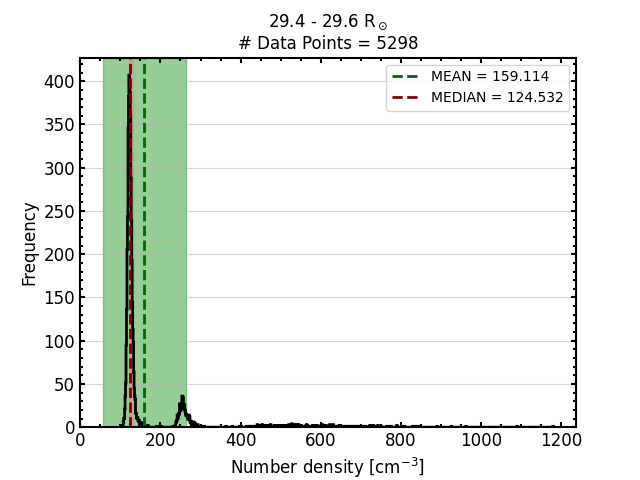 29.4 - 29.6 R⊙
# Data Points = 5298
MEAN = 159.114
MEDIAN = 124.532
Frequency
400
350
300
250
200
150
100
50
0
0 200 400 600 800 1000 1200
Number density [cm⁻³]